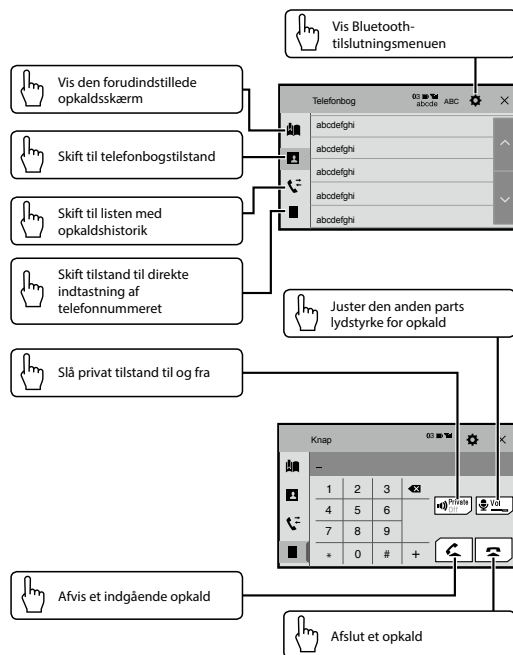 Vis Bluetooth-
tilslutningsmenuen
Vis den forudindstillede
opkaldsskærm
Skift til telefonbogstilstand
Skift til listen med
opkaldshistorik
Skift tilstand til direkte
indtastning af
telefonnummeret
Telefonbog 03 abcde ABC
abcdefghi
abcdefghi
abcdefghi
abcdefghi
abcdefghi
Juster den anden parts
lydstyrke for opkald
Slå privat tilstand til og fra
Knap 03
–
1 2 3
4 5 6
7 8 9
* 0 # +
Private
Off
Vol
Afvis et indgående opkald
Afslut et opkald